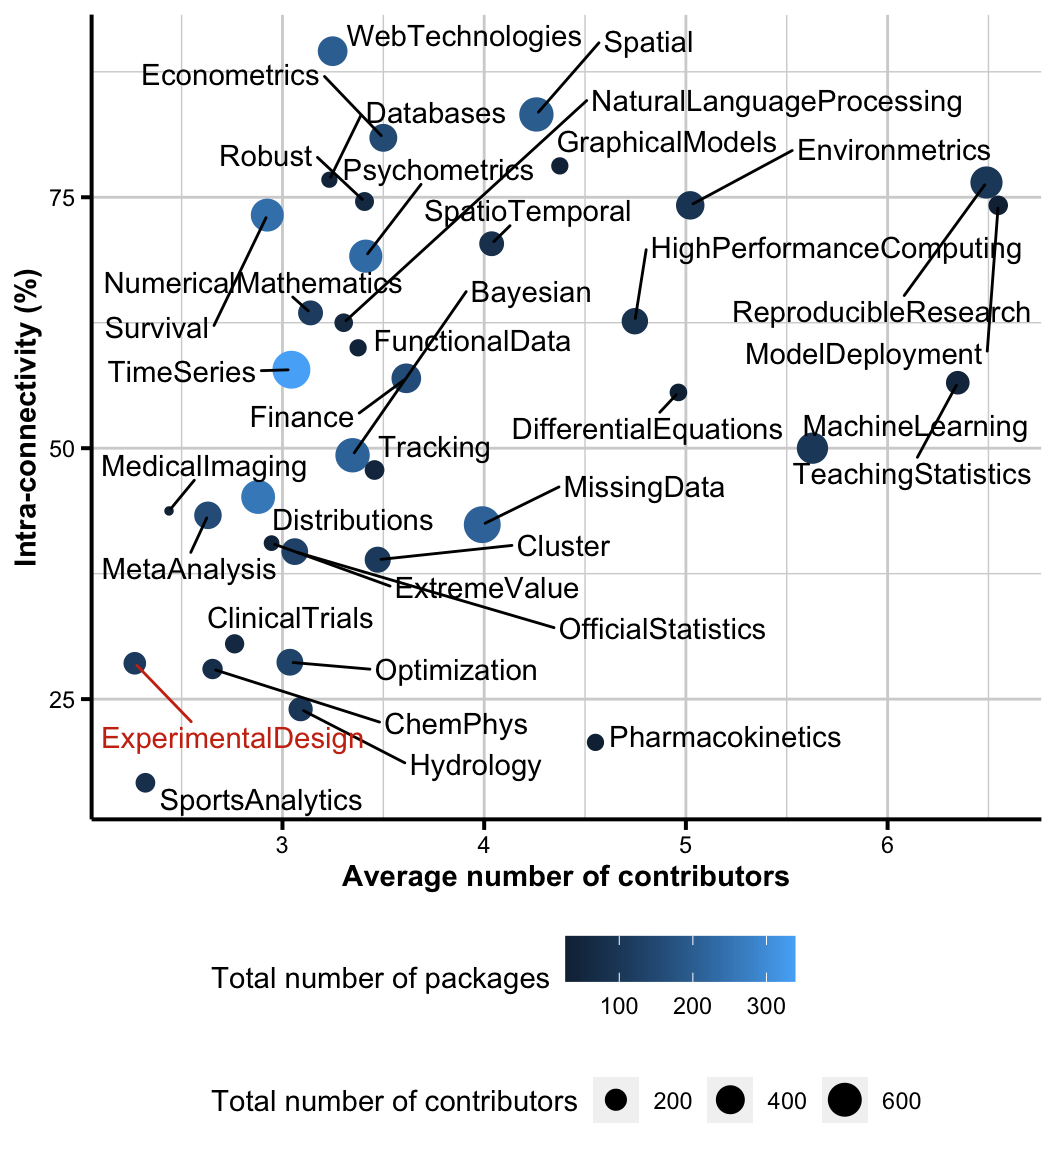 WebTechnologies
Spatial
Econometrics
NaturalLanguageProcessing
Databases
GraphicalModels
Environmetrics
Robust
Psychometrics
75
SpatioTemporal
HighPerformanceComputing
NumericalMathematics
Bayesian
ReproducibleResearch
Survival
FunctionalData
ModelDeployment
TimeSeries
Finance
DifferentialEquations
MachineLearning
50
Tracking
MedicalImaging
TeachingStatistics
MissingData
Distributions
Cluster
MetaAnalysis
ExtremeValue
ClinicalTrials
OfficialStatistics
Optimization
25
ChemPhys
ExperimentalDesign
Pharmacokinetics
Hydrology
SportsAnalytics
Intra-connectivity (%)
3 4 5 6
Average number of contributors
Total number of packages
100 200 300
Total number of contributors 200 400 600